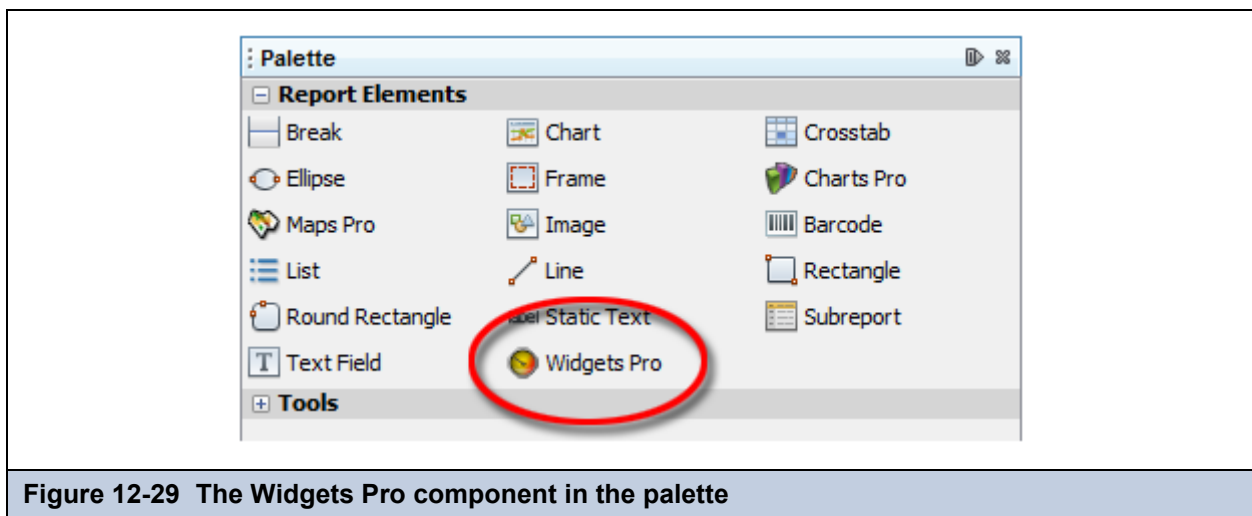 Palette
Report Elements
Break Chart Crosstab
Ellipse Frame Charts Pro
Maps Pro Image Barcode
List Line Rectangle
Round Rectangle Static Text Subreport
T Text Field Widgets Pro
Tools
Figure 12-29 The Widgets Pro component in the palette